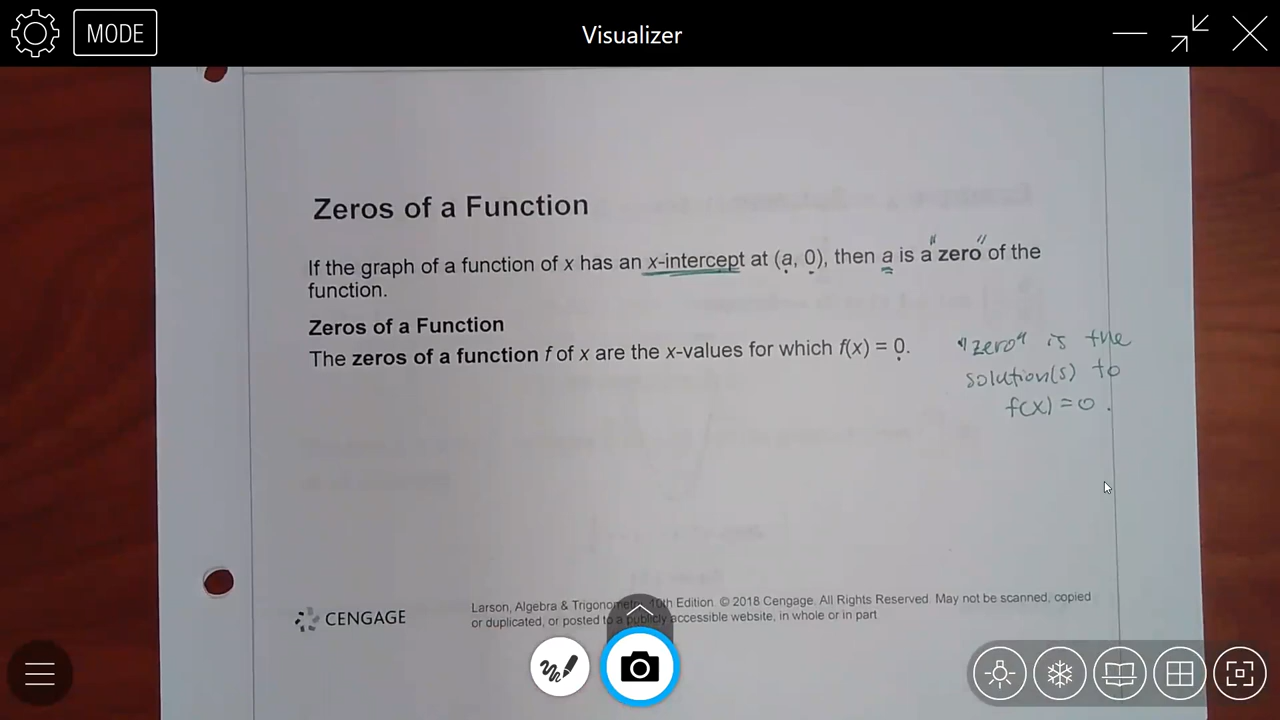 MODE
Visualizer
Zeros of a Function
If the graph of a function of x has an x-intercept at (a, 0), then a is a "zero" of the
function.
Zeros of a Function
The zeros of a function f of x are the x-values for which f(x) = 0.
"zero" is the
solution(s) to
f(x) = 0.
CENGAGE
Larson, Algebra & Trigonometry, 10th Edition. © 2018 Cengage. All Rights Reserved. May not be scanned, copied
or duplicated, or posted to a publicly accessible website, in whole or in part